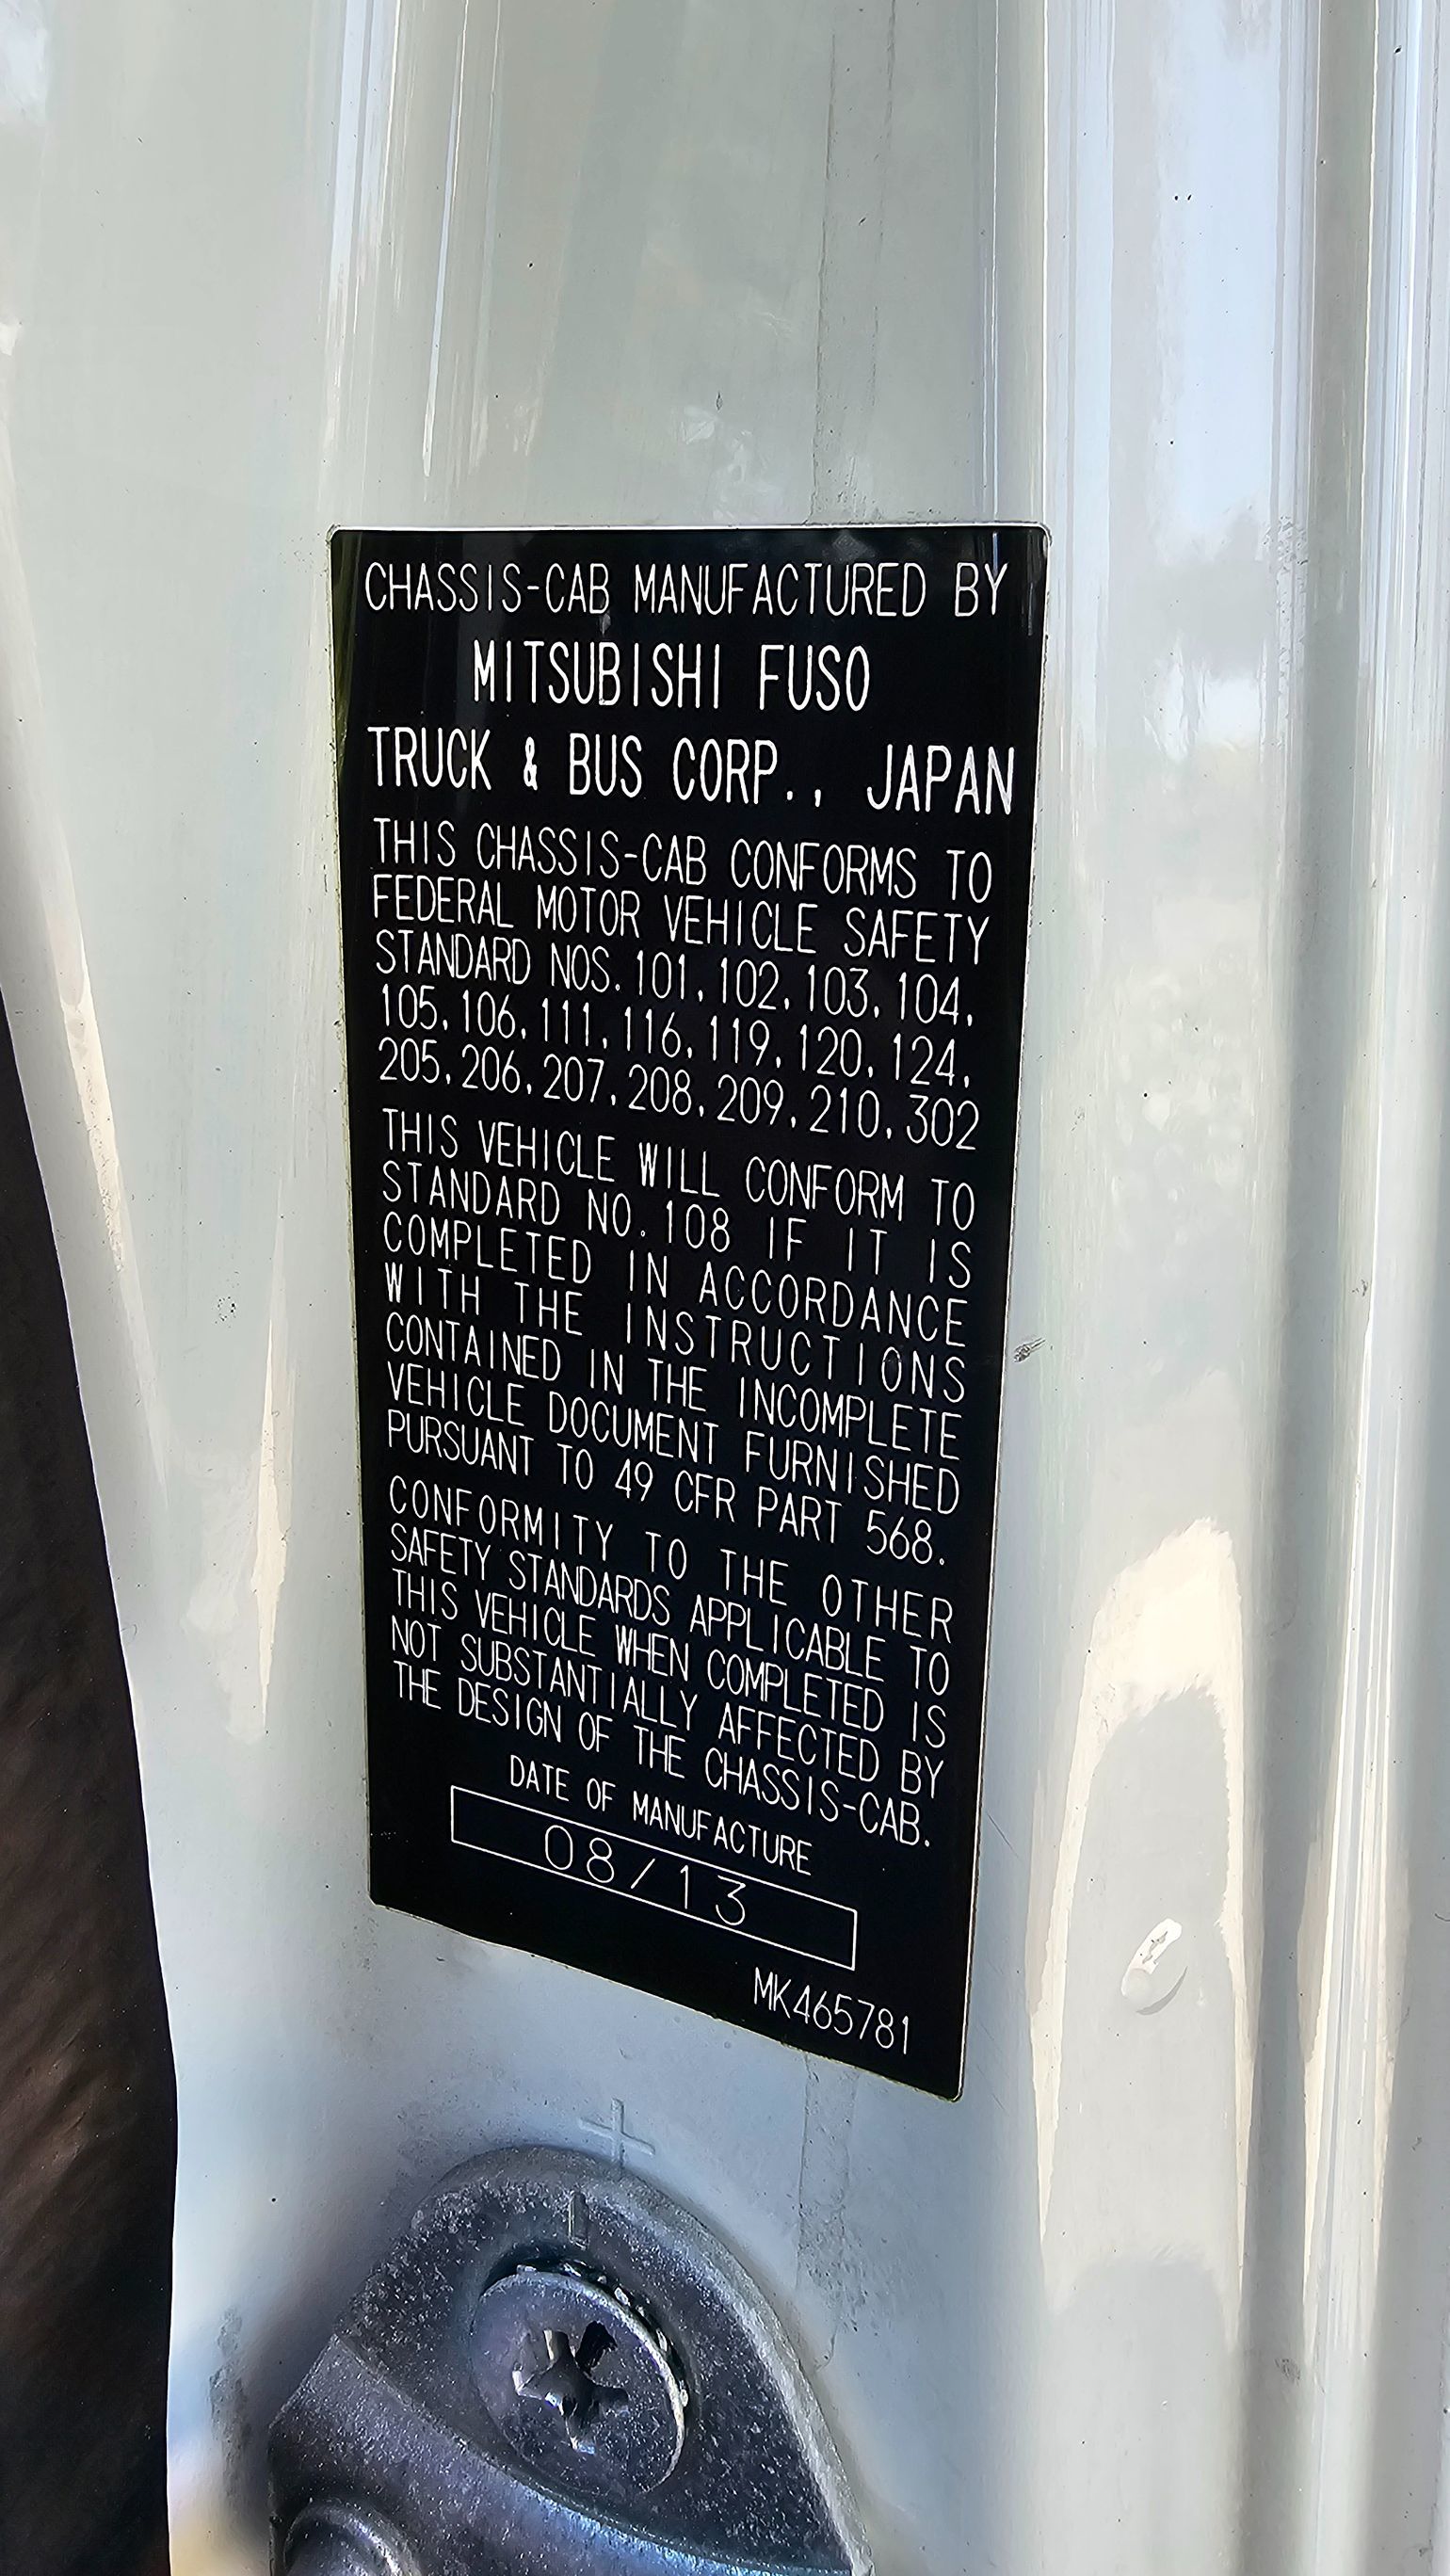 CHASSIS-CAB MANUFACTURED BY
MITSUBISHI FUSO
TRUCK & BUS CORP., JAPAN
THIS CHASSIS-CAB CONFORMS TO
FEDERAL MOTOR VEHICLE SAFETY
STANDARD NOS. 101, 102, 103, 104,
105, 106, 111, 116, 119, 120, 124,
205, 206, 207, 208, 209, 210, 302
THIS VEHICLE WILL CONFORM TO
STANDARD NO. 108 IF IT IS
COMPLETED IN ACCORDANCE
WITH THE INSTRUCTIONS
CONTAINED IN THE INCOMPLETE
VEHICLE DOCUMENT FURNISHED
PURSUANT TO 49 CFR PART 568.
CONFORMITY TO THE OTHER
SAFETY STANDARDS APPLICABLE TO
THIS VEHICLE WHEN COMPLETED IS
NOT SUBSTANTIALLY AFFECTED BY
THE DESIGN OF THE CHASSIS-CAB.
DATE OF MANUFACTURE
08/13
MK465781